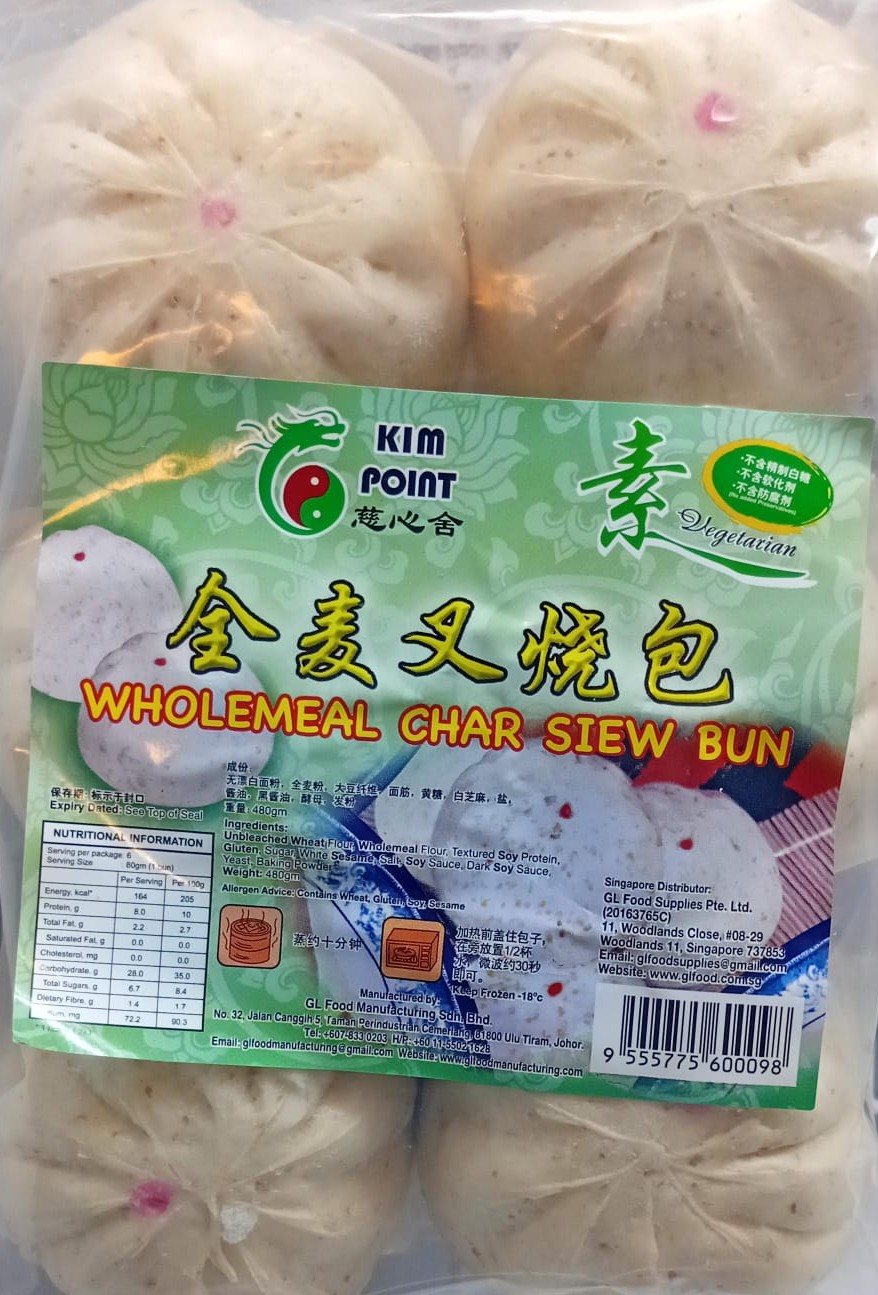 KIM
POINT
慈心舍
素
Vegetarian
·不含精制白糖
·不含软化剂
·不含防腐剂
(No added Preservatives)
全麦叉烧包
WHOLEMEAL CHAR SIEW BUN
保存期: 标示于封口
Expiry Dated: See Top of Seal
NUTRITIONAL INFORMATION
Serving per package: 6
Serving Size 80gm (1 bun)
Per Serving Per 100g
Energy, kcal* 164 205
Protein, g 8.0 10
Total Fat, g 2.2 2.7
Saturated Fat, g 0.0 0.0
Cholesterol, mg 0.0 0.0
Carbohydrate, g 28.0 35.0
Total Sugars, g 6.7 8.4
Dietary Fibre, g 1.4 1.7
mg 72.2 90.3
成份:
无漂白面粉, 全麦粉, 大豆纤维, 面筋, 黄糖, 白芝麻, 盐,
酱油, 黑酱油, 酵母, 发粉
重量: 480gm
Ingredients:
Unbleached Wheat Flour, Wholemeal Flour, Textured Soy Protein,
Gluten, Sugar, White Sesame, Salt, Soy Sauce, Dark Soy Sauce,
Yeast, Baking Powder
Weight: 480gm
Allergen Advice: Contains Wheat, Gluten, Soy, Sesame
蒸约十分钟
加热前盖住包子,
在旁放置1/2杯
水, 微波约30秒
即可。
Keep Frozen -18°c
Manufactured by:
GL Food Manufacturing Sdn. Bhd.
No. 32, Jalan Canggih 5, Taman Perindustrian Cemerlang, 81800 Ulu Tiram, Johor.
Tel: +607-833 0203 H/P: +60 11-5502 1628
Email: glfoodmanufacturing@gmail.com Website: www.glfoodmanufacturing.com
Singapore Distributor:
GL Food Supplies Pte. Ltd.
(20163765C)
11, Woodlands Close, #08-29
Woodlands 11, Singapore 737853
Email: glfoodsupplies@gmail.com
Website: www.glfood.com.sg
9 555775 600098